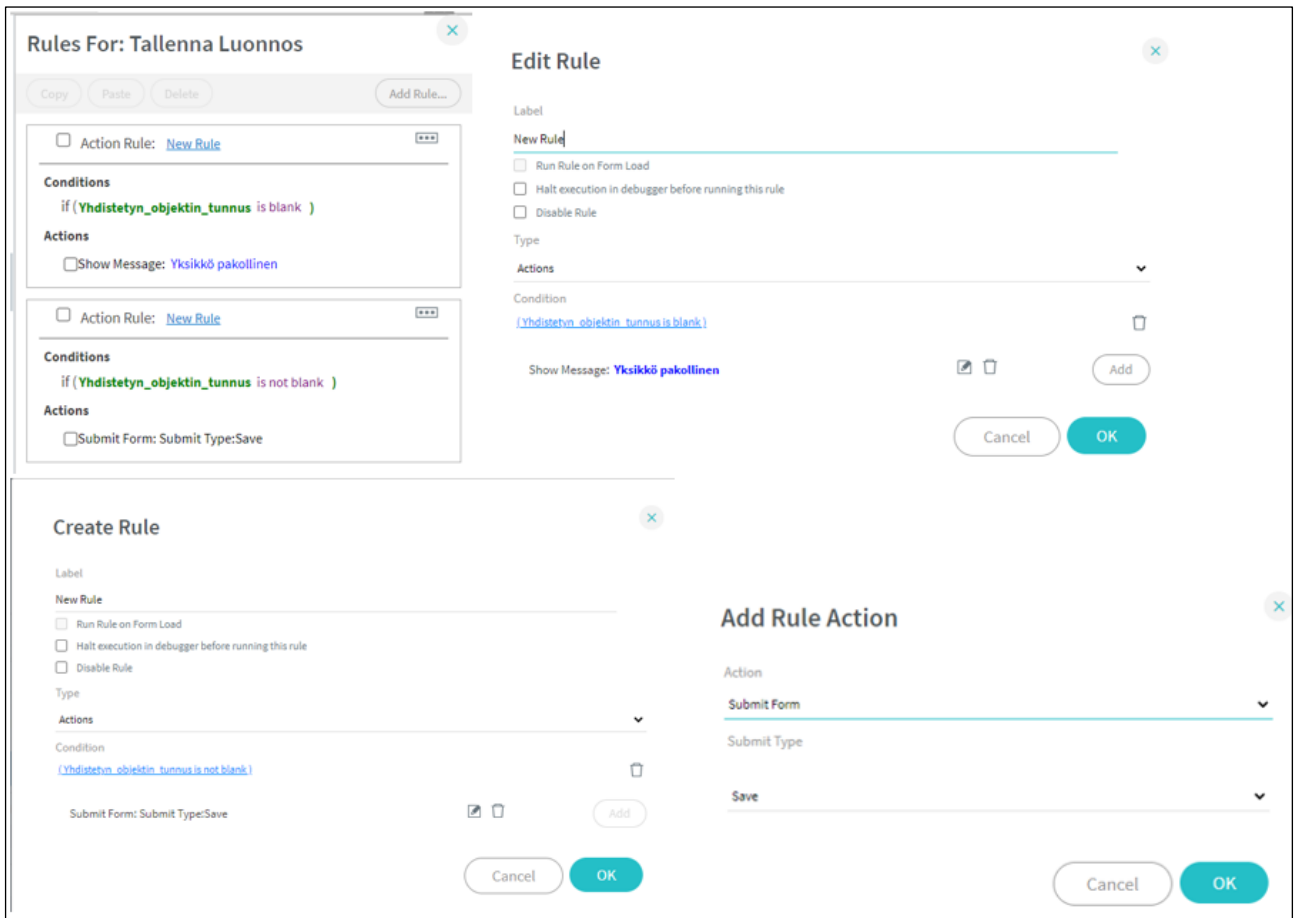 Rules For: Tallenna Luonnos
Copy Paste Delete Add Rule...
Action Rule: New Rule
Conditions
if (Yhdistetyn_objektin_tunnus is blank )
Actions
Show Message: Yksikkö pakollinen
Action Rule: New Rule
Conditions
if (Yhdistetyn_objektin_tunnus is not blank )
Actions
Submit Form: Submit Type:Save
Edit Rule
Label
New Rule
Run Rule on Form Load
Halt execution in debugger before running this rule
Disable Rule
Type
Actions
Condition
(Yhdistetyn_objektin_tunnus is blank)
Show Message: Yksikkö pakollinen
Add
Cancel OK
Create Rule
Label
New Rule
Run Rule on Form Load
Halt execution in debugger before running this rule
Disable Rule
Type
Actions
Condition
(Yhdistetyn_objektin_tunnus is not blank)
Submit Form: Submit Type:Save
Add
Cancel OK
Add Rule Action
Action
Submit Form
Submit Type
Save
Cancel OK